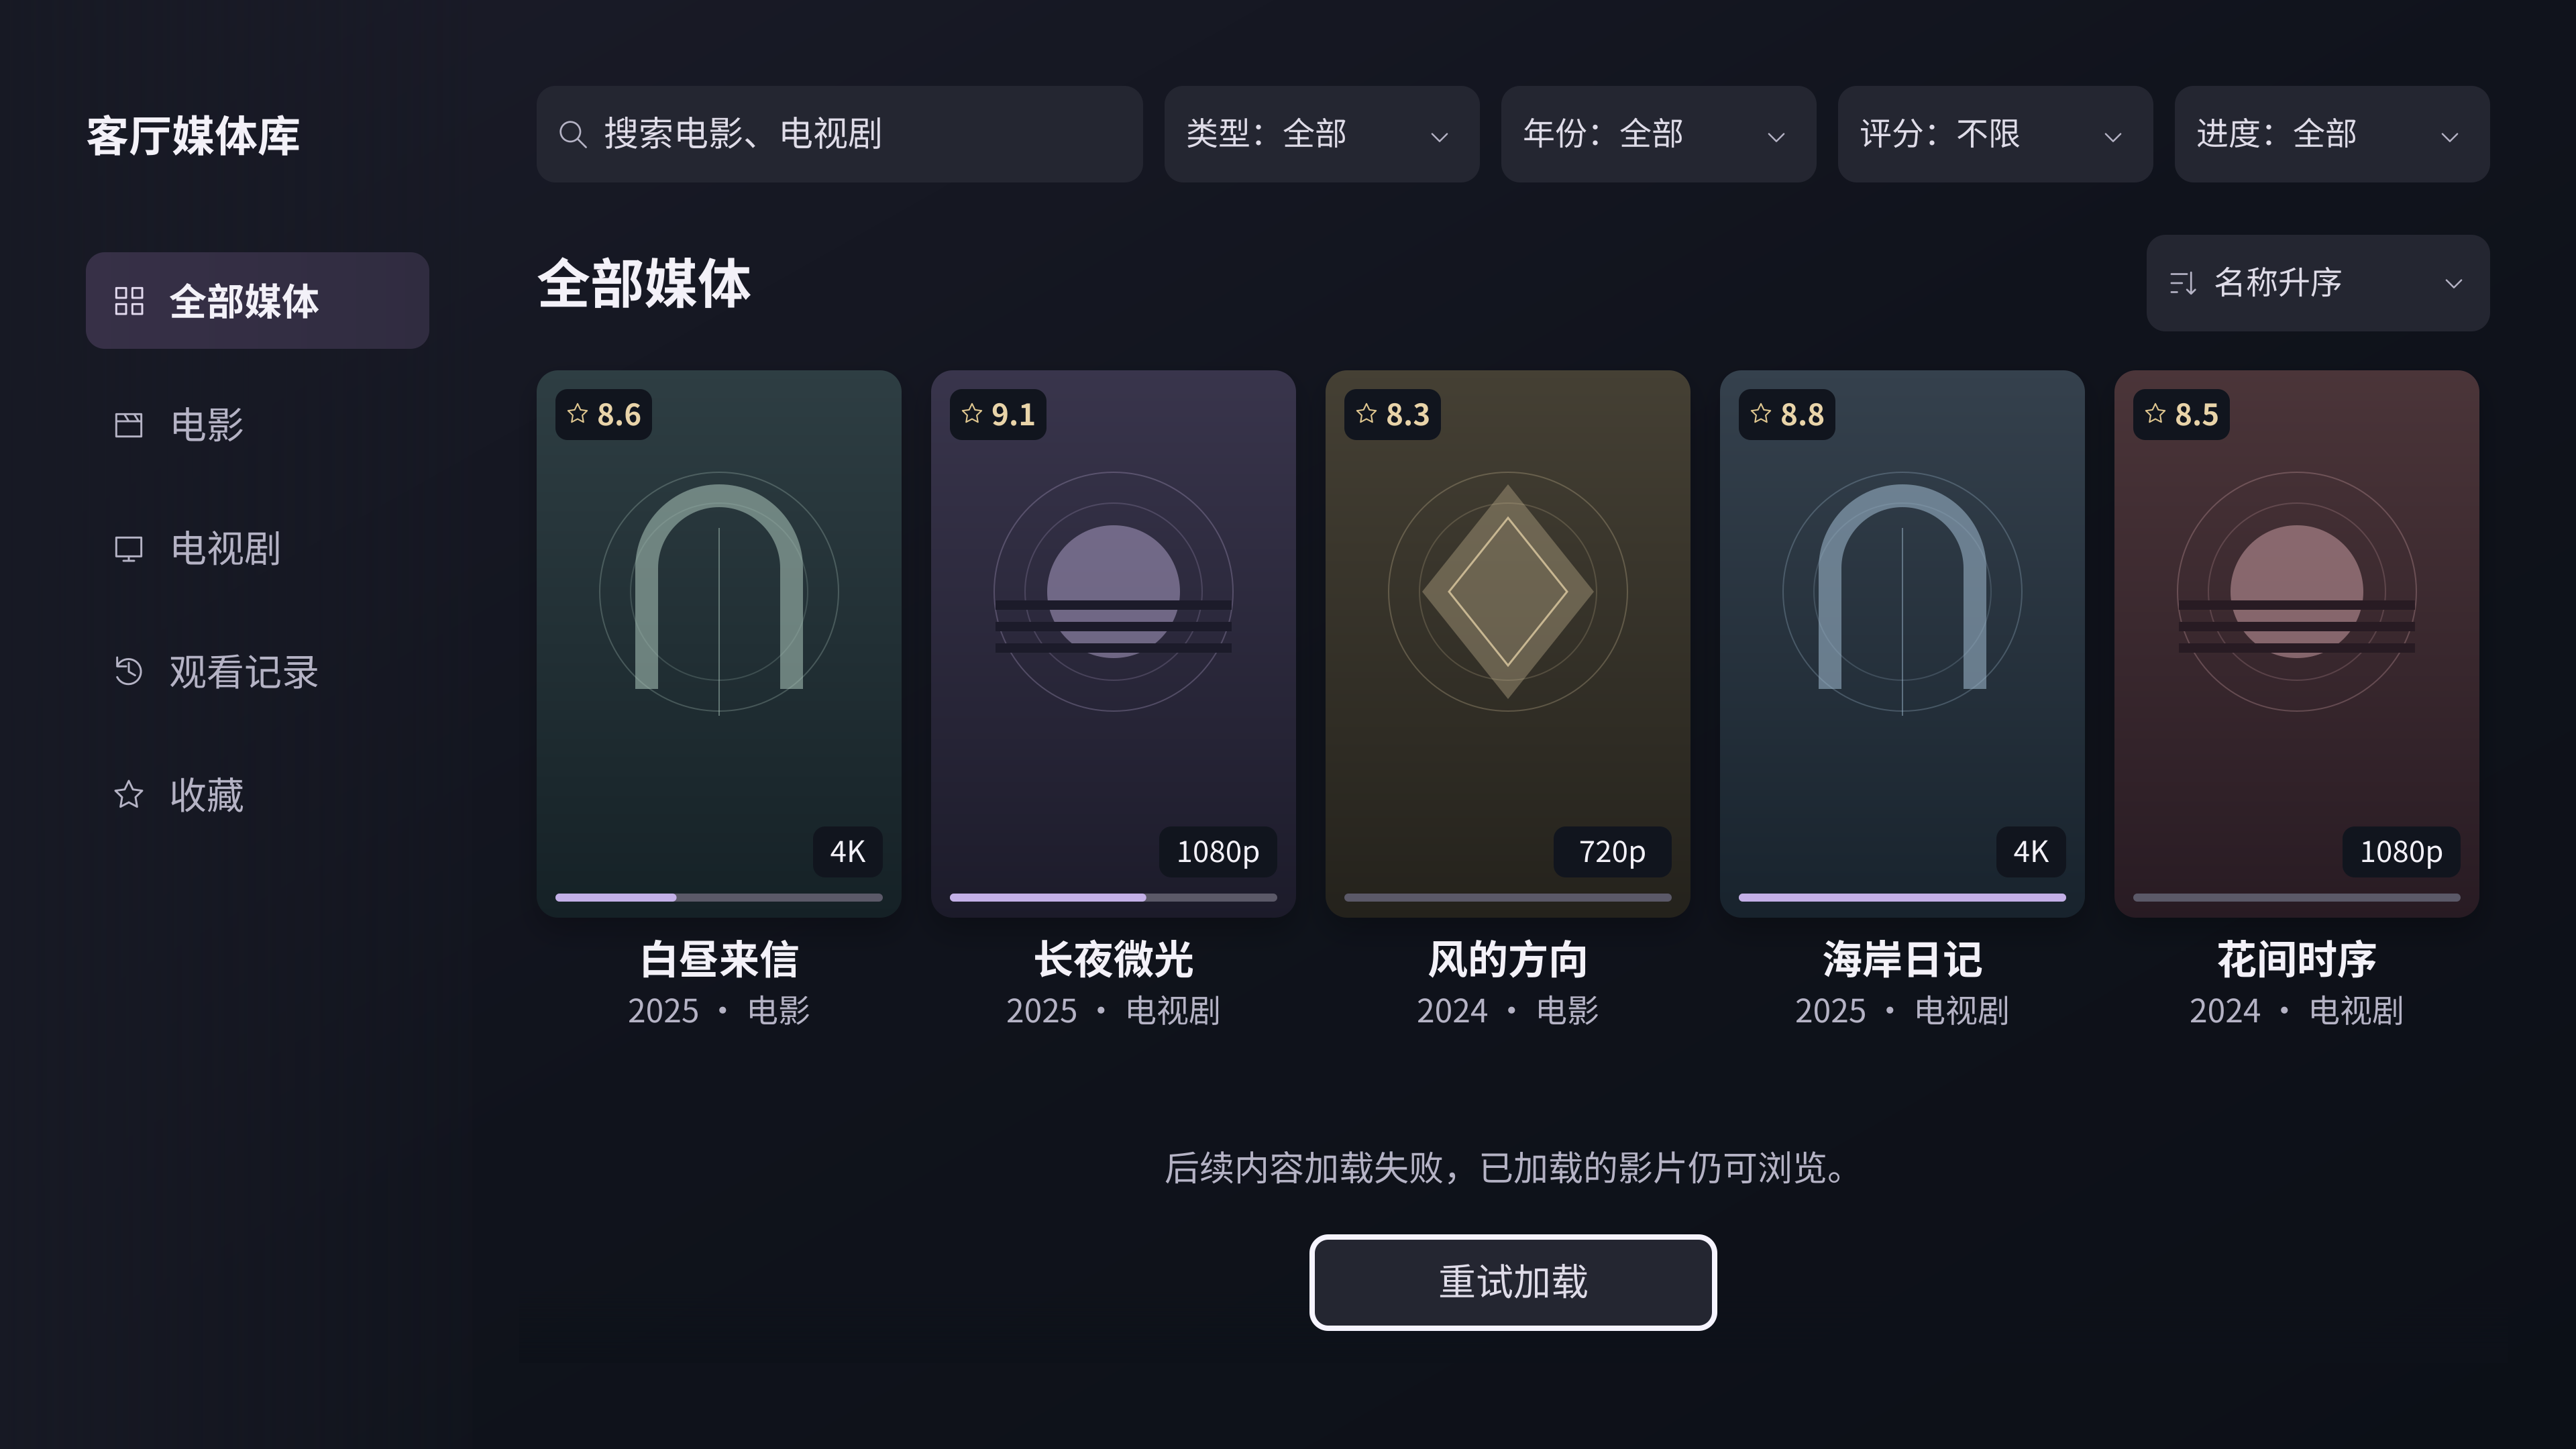 客厅媒体库
搜索电影、电视剧
类型：全部
年份：全部
评分：不限
进度：全部
全部媒体
电影
电视剧
观看记录
收藏
全部媒体
名称升序
8.6
4K
白昼来信
2025 · 电影
9.1
1080p
长夜微光
2025 · 电视剧
8.3
720p
风的方向
2024 · 电影
8.8
4K
海岸日记
2025 · 电视剧
8.5
1080p
花间时序
2024 · 电视剧
后续内容加载失败，已加载的影片仍可浏览。
重试加载